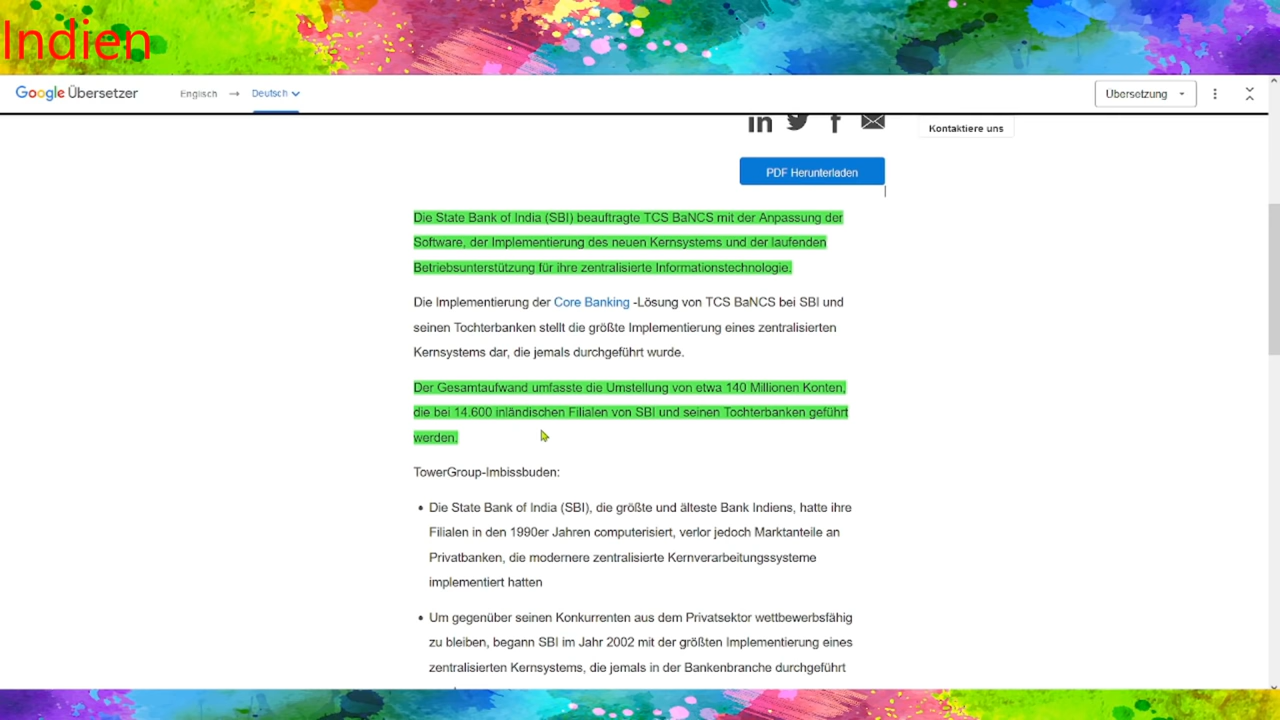 Indien
Google Übersetzer
Englisch → Deutsch
Übersetzung
Kontaktiere uns
PDF Herunterladen
Die State Bank of India (SBI) beauftragte TCS BaNCS mit der Anpassung der
Software, der Implementierung des neuen Kernsystems und der laufenden
Betriebsunterstützung für ihre zentralisierte Informationstechnologie.
Die Implementierung der Core Banking -Lösung von TCS BaNCS bei SBI und
seinen Tochterbanken stellt die größte Implementierung eines zentralisierten
Kernsystems dar, die jemals durchgeführt wurde.
Der Gesamtaufwand umfasste die Umstellung von etwa 140 Millionen Konten,
die bei 14.600 inländischen Filialen von SBI und seinen Tochterbanken geführt
werden.
TowerGroup-Imbissbuden:
• Die State Bank of India (SBI), die größte und älteste Bank Indiens, hatte ihre
Filialen in den 1990er Jahren computerisiert, verlor jedoch Marktanteile an
Privatbanken, die modernere zentralisierte Kernverarbeitungssysteme
implementiert hatten
• Um gegenüber seinen Konkurrenten aus dem Privatsektor wettbewerbsfähig
zu bleiben, begann SBI im Jahr 2002 mit der größten Implementierung eines
zentralisierten Kernsystems, die jemals in der Bankenbranche durchgeführt